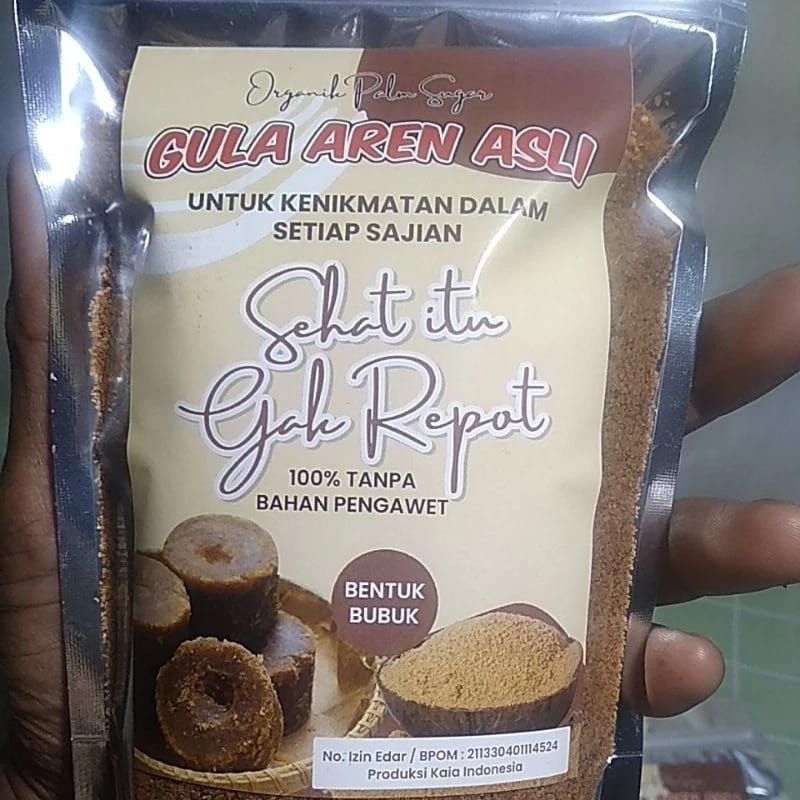 Organik Palm Sugar
GULA AREN ASLI
UNTUK KENIKMATAN DALAM
SETIAP SAJIAN
Sehat itu
Gak Repot
100% TANPA
BAHAN PENGAWET
BENTUK
BUBUK
No. Izin Edar / BPOM : 211330401114524
Produksi Kaia Indonesia